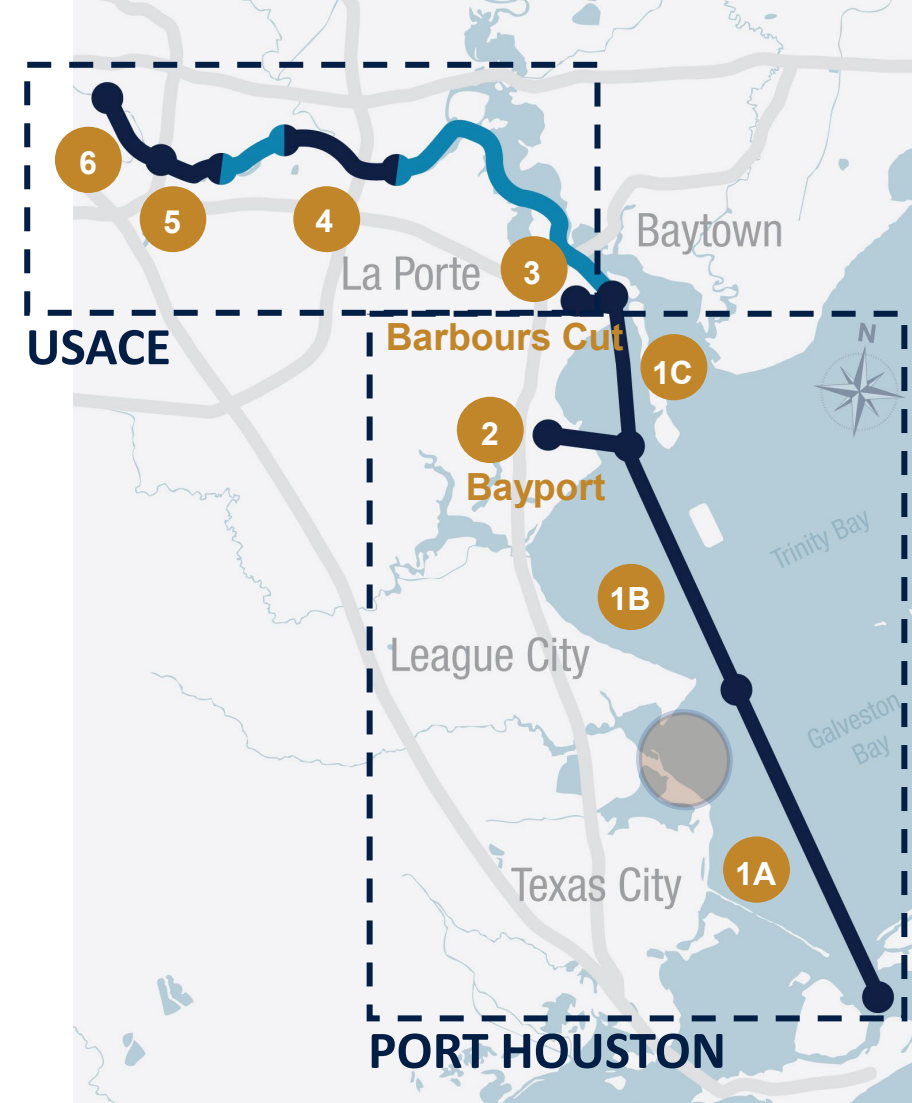 6
5
4
Baytown
La Porte
3
USACE
Barbours Cut
N
1C
2
Bayport
Trinity Bay
1B
League City
Galveston
Bay
1A
Texas City
PORT HOUSTON